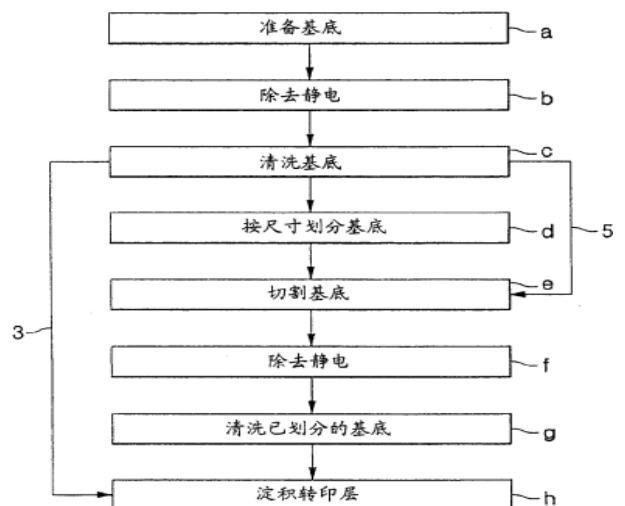 准备基底 a
除去静电 b
清洗基底 c
按尺寸划分基底 d
5
切割基底 e
3
除去静电 f
清洗已划分的基底 g
淀积转印层 h